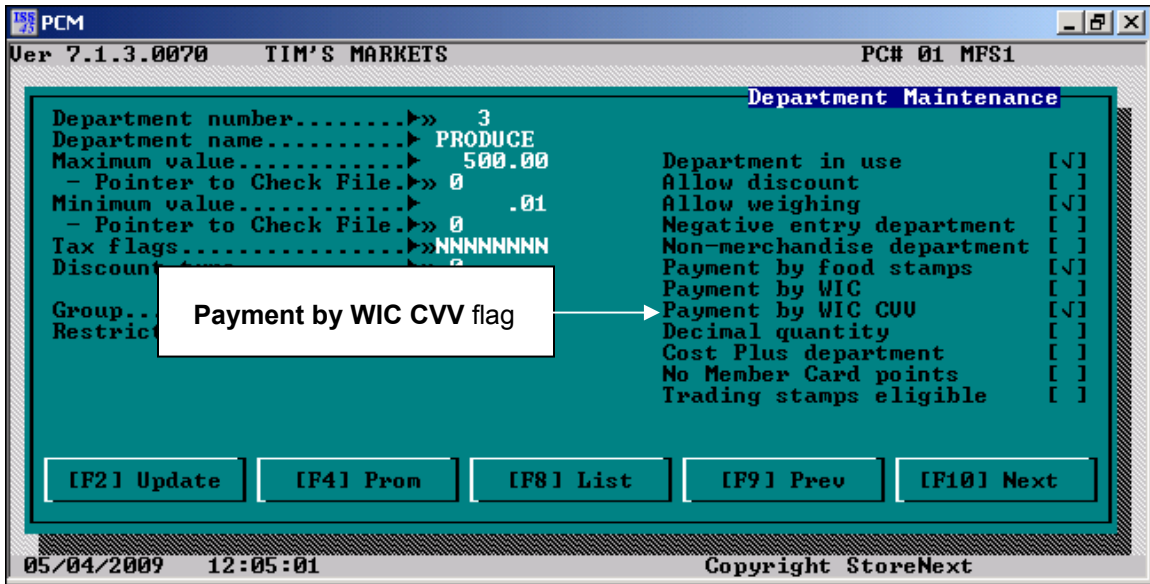 ISS 45 PCM
Ver 7.1.3.0070 TIM'S MARKETS PC# 01 MFS1
Department Maintenance
Department number........►» 3
Department name..........► PRODUCE
Maximum value............► 500.00
- Pointer to Check File.►» 0
Minimum value............► .01
- Pointer to Check File.►» 0
Tax flags................►»NNNNNNNN
Discount
Group...
Restrict
Payment by WIC CVV flag
Department in use [√]
Allow discount [ ]
Allow weighing [√]
Negative entry department [ ]
Non-merchandise department [ ]
Payment by food stamps [√]
Payment by WIC [ ]
Payment by WIC CVV [√]
Decimal quantity [ ]
Cost Plus department [ ]
No Member Card points [ ]
Trading stamps eligible [ ]
[F2] Update [F4] Prom [F8] List [F9] Prev [F10] Next
05/04/2009 12:05:01 Copyright StoreNext